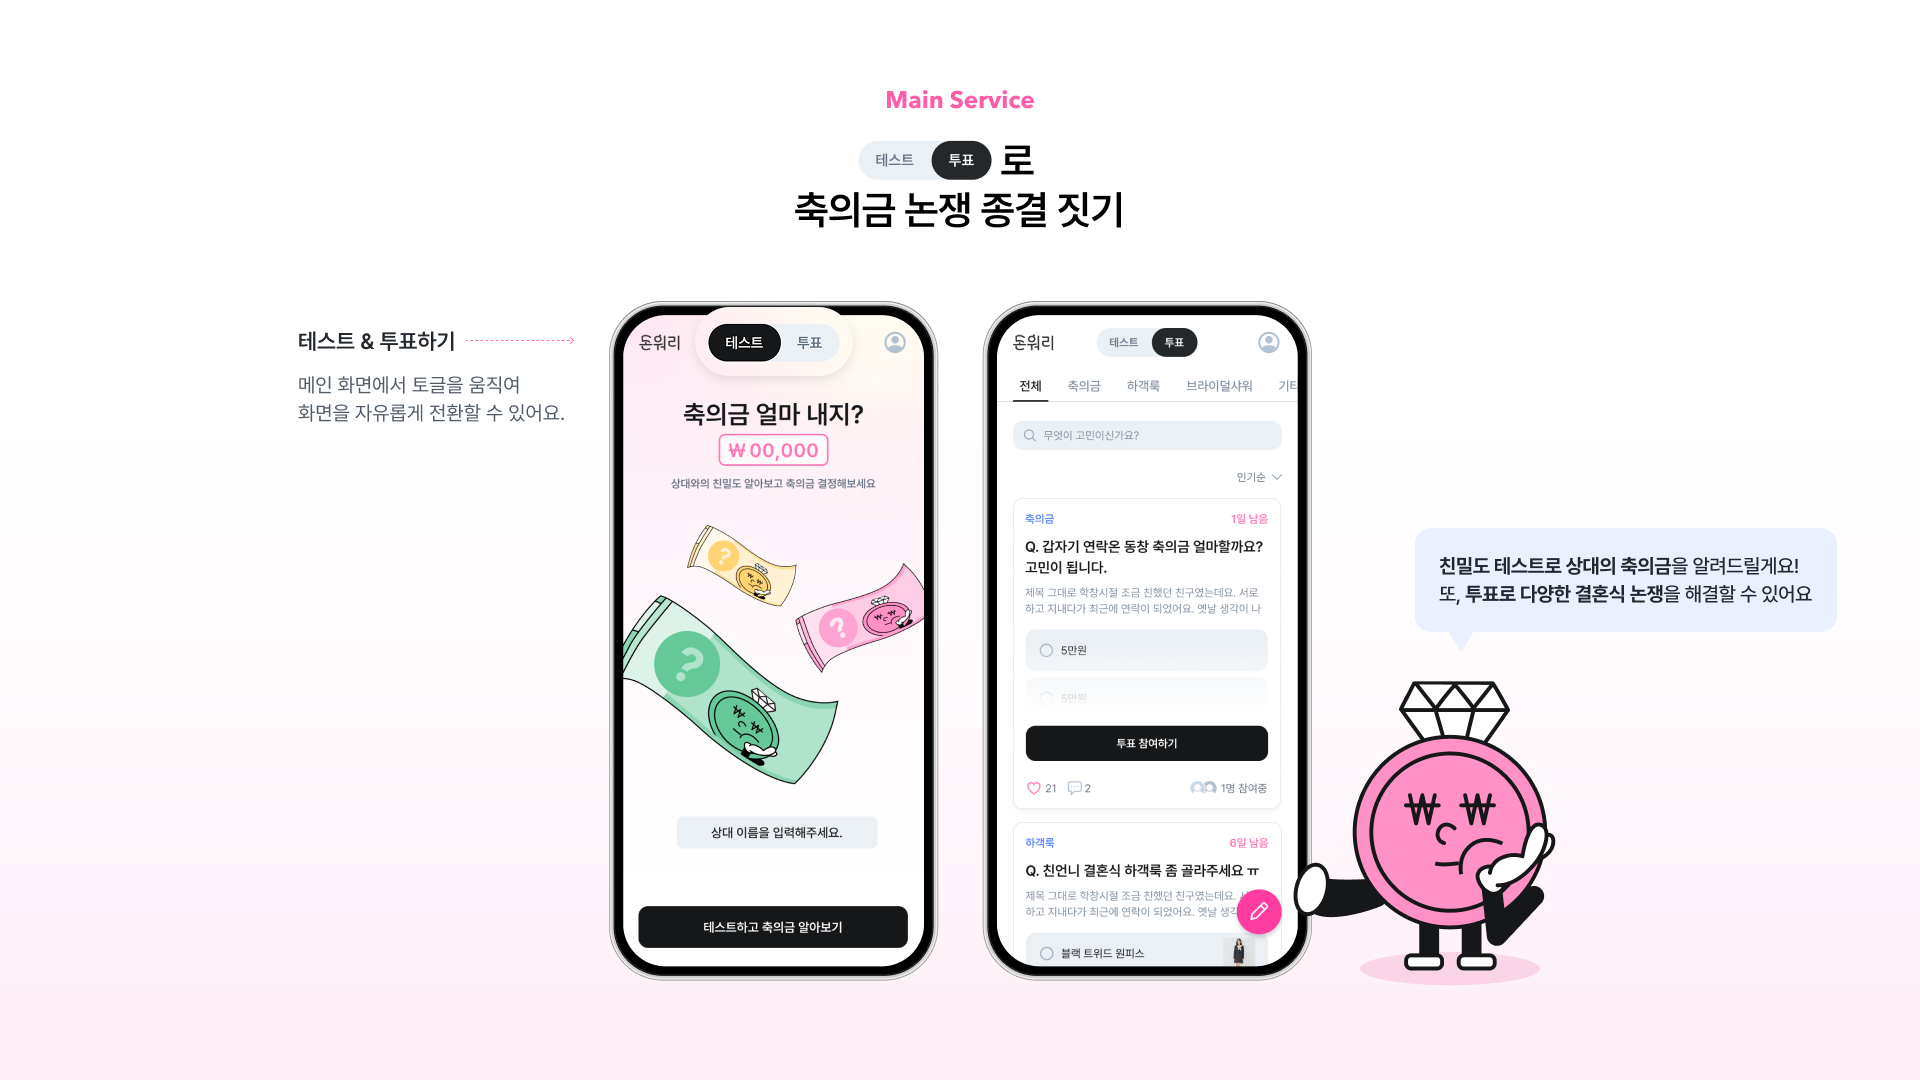 Main Service
테스트 투표 로
축의금 논쟁 종결 짓기
테스트 & 투표하기
메인 화면에서 토글을 움직여
화면을 자유롭게 전환할 수 있어요.
돈워리 테스트 투표
축의금 얼마 내지?
₩ 00,000
상대와의 친밀도 알아보고 축의금 결정해보세요
?
?
?
상대 이름을 입력해주세요.
테스트하고 축의금 알아보기
돈워리 테스트 투표
전체 축의금 하객룩 브라이덜샤워 기타
무엇이 고민이신가요?
인기순
축의금 1일 남음
Q. 갑자기 연락온 동창 축의금 얼마할까요?
고민이 됩니다.
제목 그대로 학창시절 조금 친했던 친구였는데요. 서로
하고 지내다가 최근에 연락이 되었어요. 옛날 생각이 나
5만원
5만원
투표 참여하기
21 2 1명 참여중
하객룩 6일 남음
Q. 친언니 결혼식 하객룩 좀 골라주세요 ㅠ
제목 그대로 학창시절 조금 친했던 친구였는데요.
하고 지내다가 최근에 연락이 되었어요. 옛날 생각
블랙 트위드 원피스
친밀도 테스트로 상대의 축의금을 알려드릴게요!
또, 투표로 다양한 결혼식 논쟁을 해결할 수 있어요